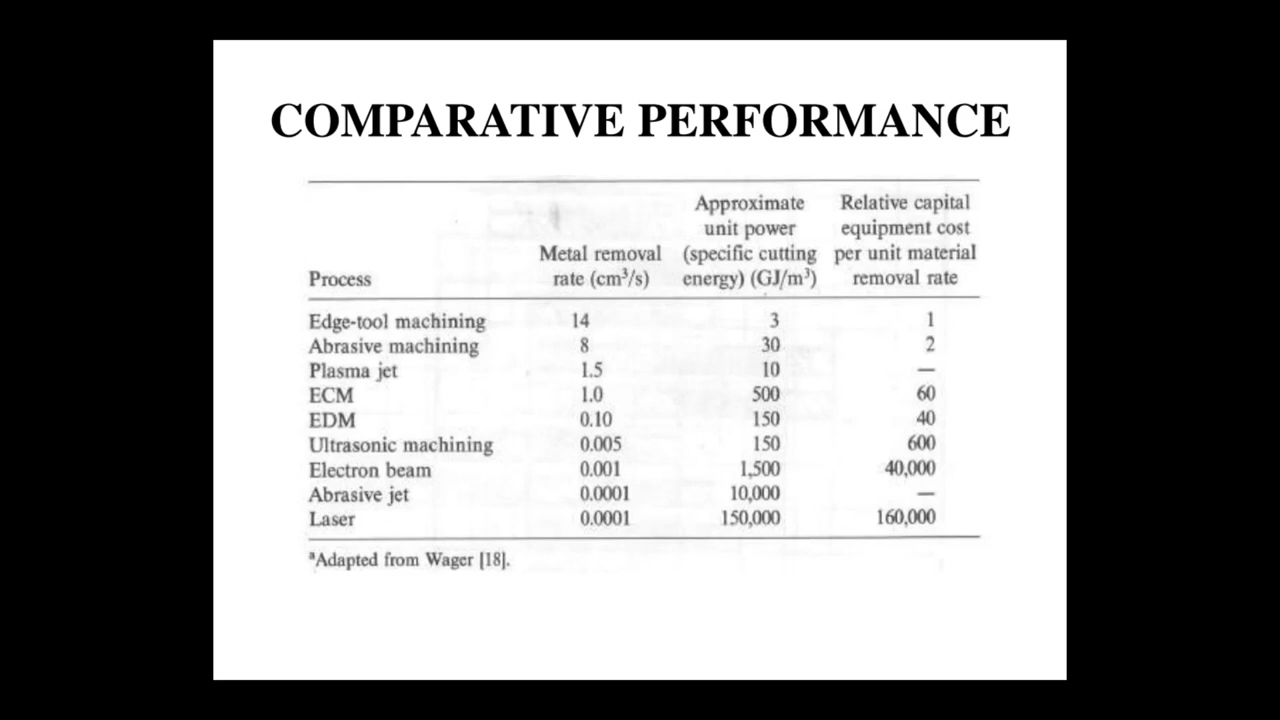 COMPARATIVE PERFORMANCE
Approximate Relative capital
unit power equipment cost
Metal removal (specific cutting per unit material
Process rate (cm³/s) energy) (GJ/m³) removal rate
Edge-tool machining 14 3 1
Abrasive machining 8 30 2
Plasma jet 1.5 10 —
ECM 1.0 500 60
EDM 0.10 150 40
Ultrasonic machining 0.005 150 600
Electron beam 0.001 1,500 40,000
Abrasive jet 0.0001 10,000 —
Laser 0.0001 150,000 160,000
ᵃAdapted from Wager [18].